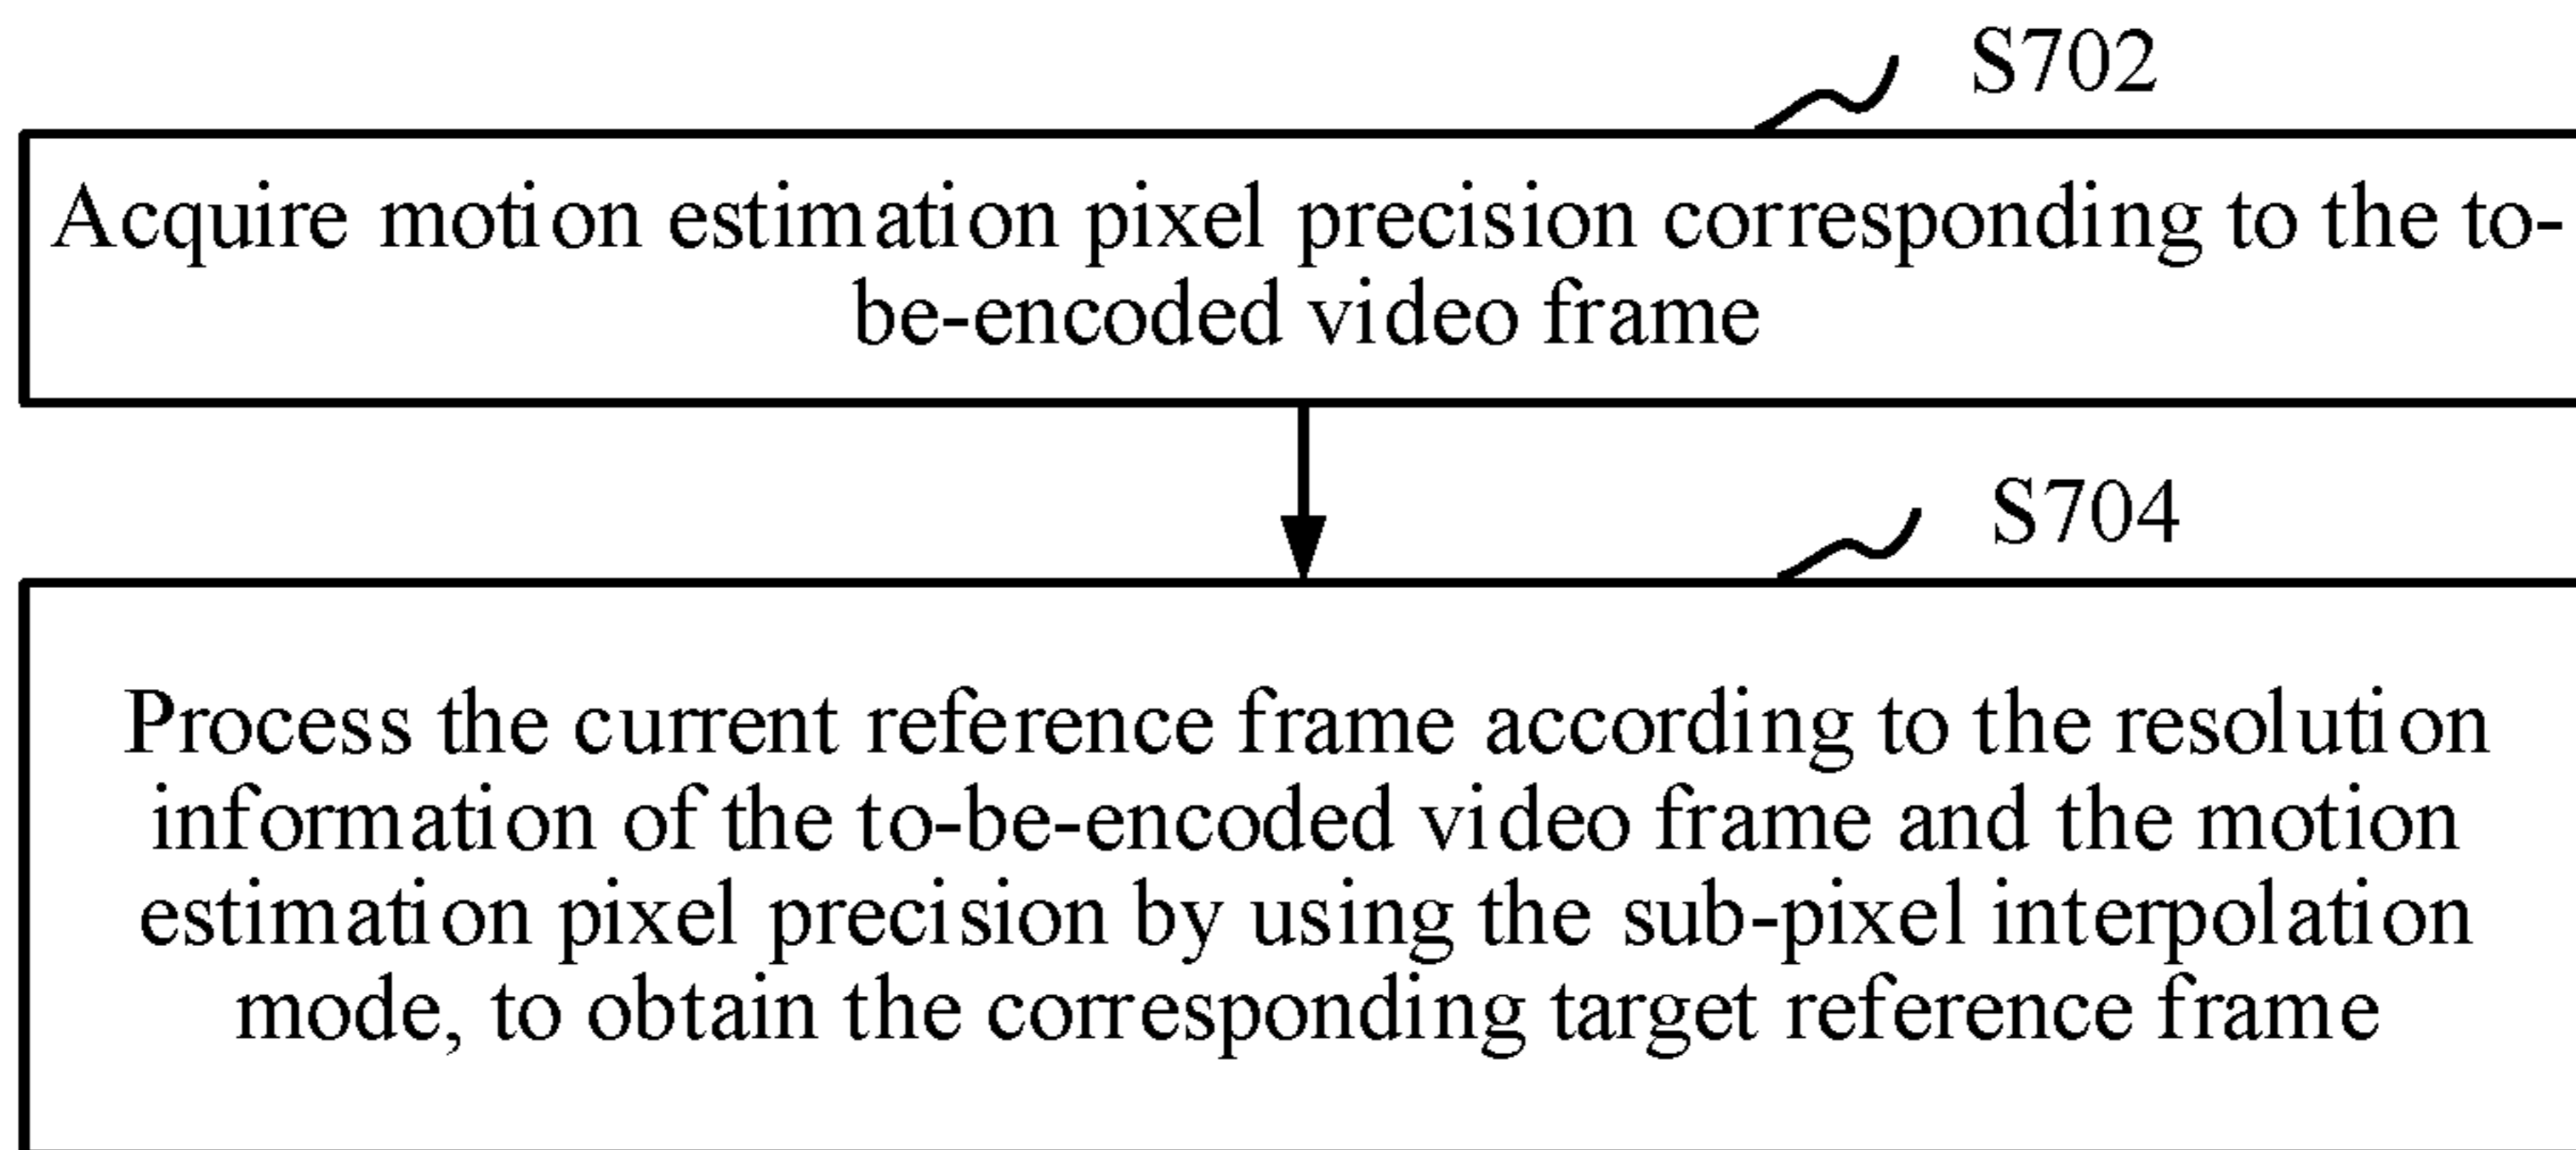 S702
Acquire motion estimation pixel precision corresponding to the to-
be-encoded video frame
S704
Process the current reference frame according to the resolution
information of the to-be-encoded video frame and the motion
estimation pixel precision by using the sub-pixel interpolation
mode, to obtain the corresponding target reference frame